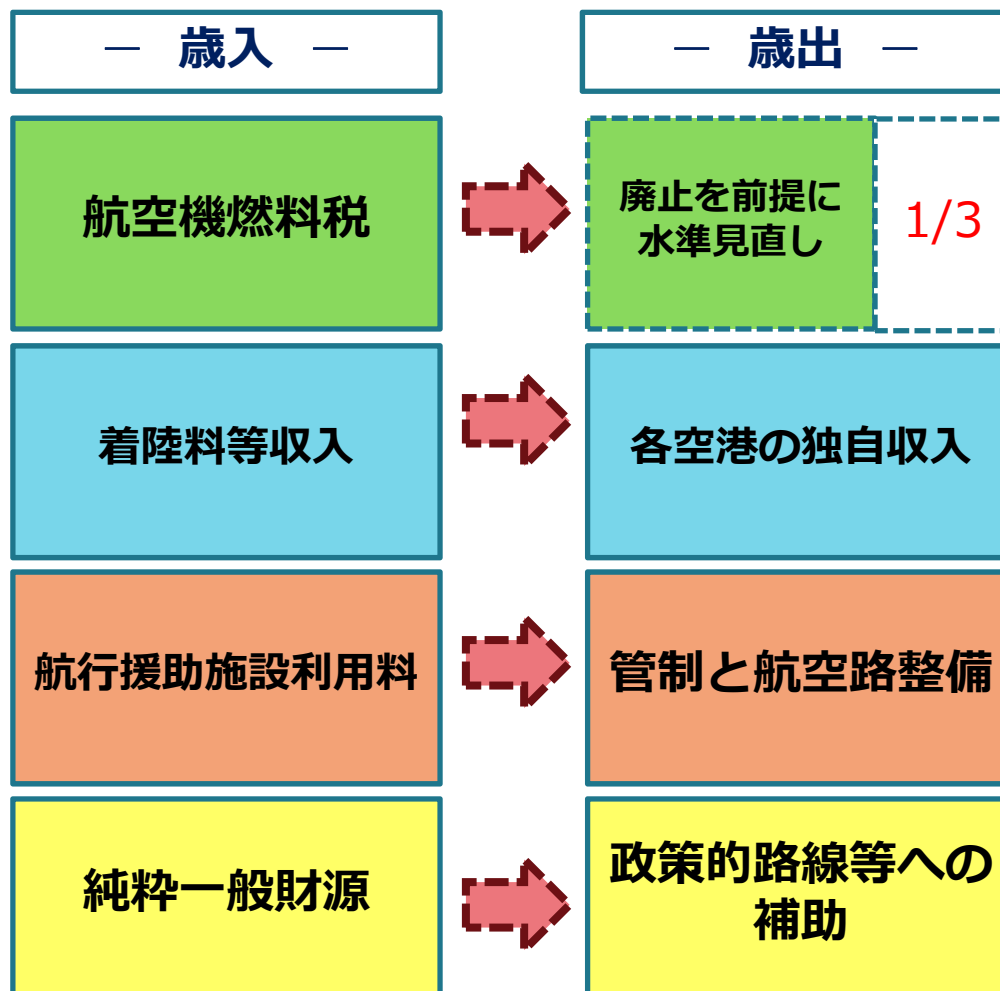 ― 歳入 ―
― 歳出 ―
航空機燃料税
廃止を前提に
水準見直し
1/3
着陸料等収入
各空港の独自収入
航行援助施設利用料
管制と航空路整備
純粋一般財源
政策的路線等への
補助